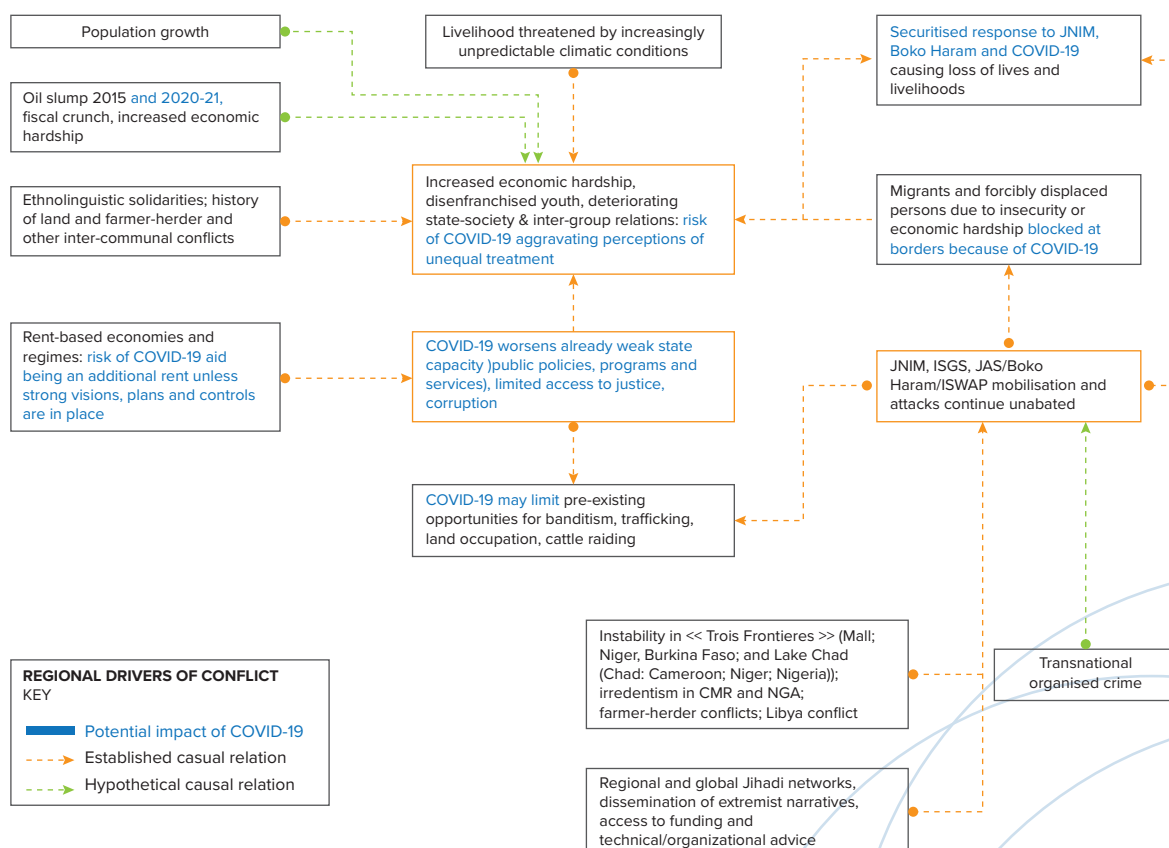 Population growth
Livelihood threatened by increasingly
unpredictable climatic conditions
Securitised response to JNIM,
Boko Haram and COVID-19
causing loss of lives and
livelihoods
Oil slump 2015 and 2020-21,
fiscal crunch, increased economic
hardship
Increased economic hardship,
disenfranchised youth, deteriorating
state-society & inter-group relations: risk
of COVID-19 aggravating perceptions of
unequal treatment
Migrants and forcibly displaced
persons due to insecurity or
economic hardship blocked at
borders because of COVID-19
Ethnolinguistic solidarities; history
of land and farmer-herder and
other inter-communal conflicts
Rent-based economies and
regimes: risk of COVID-19 aid
being an additional rent unless
strong visions, plans and controls
are in place
COVID-19 worsens already weak state
capacity )public policies, programs and
services), limited access to justice,
corruption
JNIM, ISGS, JAS/Boko
Haram/ISWAP mobilisation and
attacks continue unabated
COVID-19 may limit pre-existing
opportunities for banditism, trafficking,
land occupation, cattle raiding
Instability in << Trois Frontieres >> (Mall;
Niger, Burkina Faso; and Lake Chad
(Chad: Cameroon; Niger; Nigeria));
irredentism in CMR and NGA;
farmer-herder conflicts; Libya conflict
Transnational
organised crime
REGIONAL DRIVERS OF CONFLICT
KEY
Potential impact of COVID-19
Established casual relation
Hypothetical causal relation
Regional and global Jihadi networks,
dissemination of extremist narratives,
access to funding and
technical/organizational advice